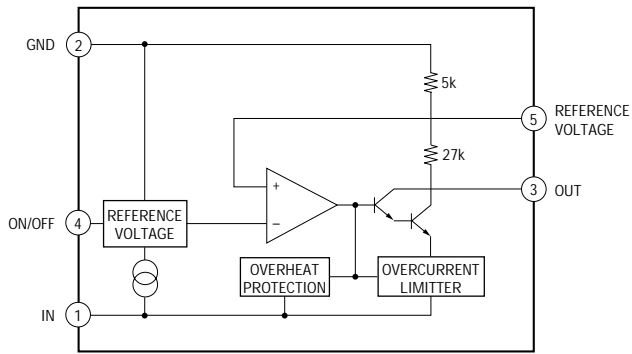 GND
2
5k
5
REFERENCE
VOLTAGE
27k
+
3
OUT
ON/OFF
4
REFERENCE
VOLTAGE
−
OVERHEAT
PROTECTION
OVERCURRENT
LIMITTER
IN
1